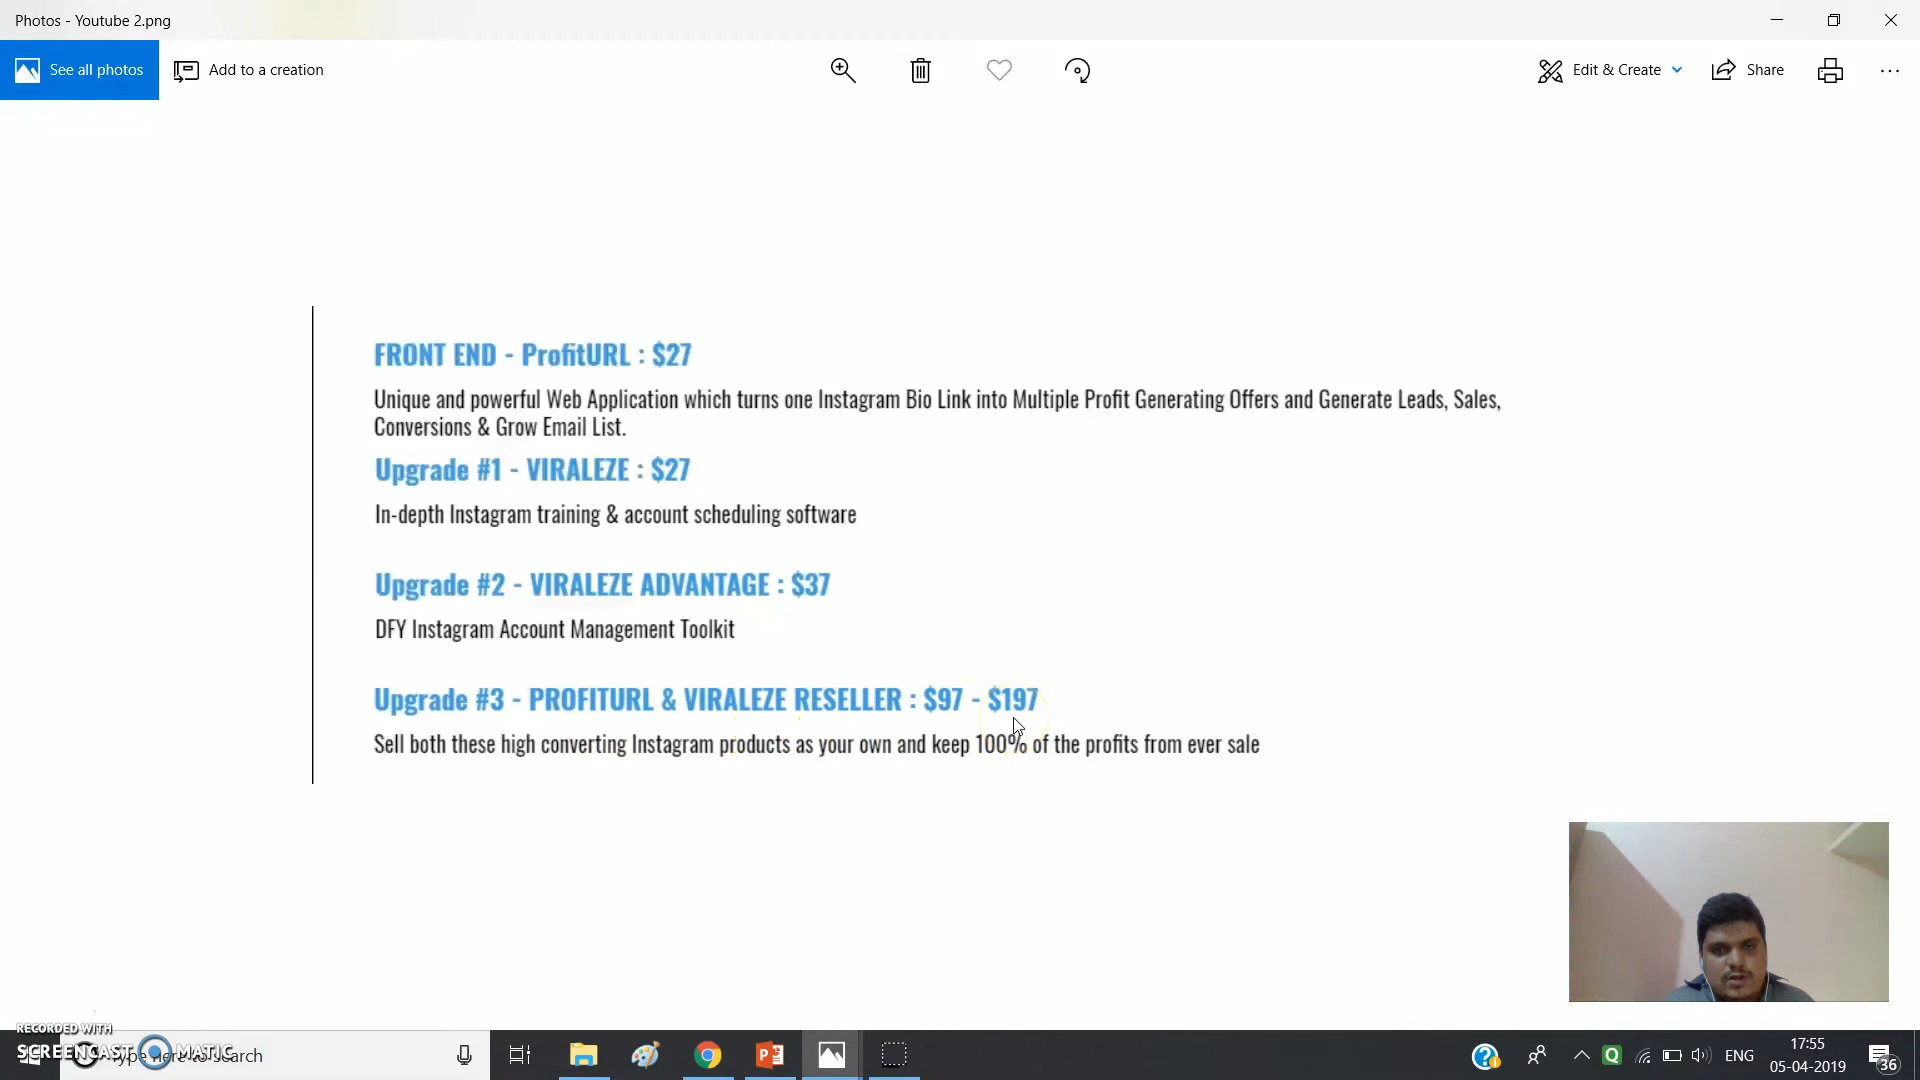 Photos - Youtube 2.png
See all photos
Add to a creation
Edit & Create
Share
FRONT END - ProfitURL : $27
Unique and powerful Web Application which turns one Instagram Bio Link into Multiple Profit Generating Offers and Generate Leads, Sales,
Conversions & Grow Email List.
Upgrade #1 - VIRALEZE : $27
In-depth Instagram training & account scheduling software
Upgrade #2 - VIRALEZE ADVANTAGE : $37
DFY Instagram Account Management Toolkit
Upgrade #3 - PROFITURL & VIRALEZE RESELLER : $97 - $197
Sell both these high converting Instagram products as your own and keep 100% of the profits from ever sale
RECORDED WITH
SCREENCAST MATIC
Type here to search
ENG
17:55
05-04-2019
36